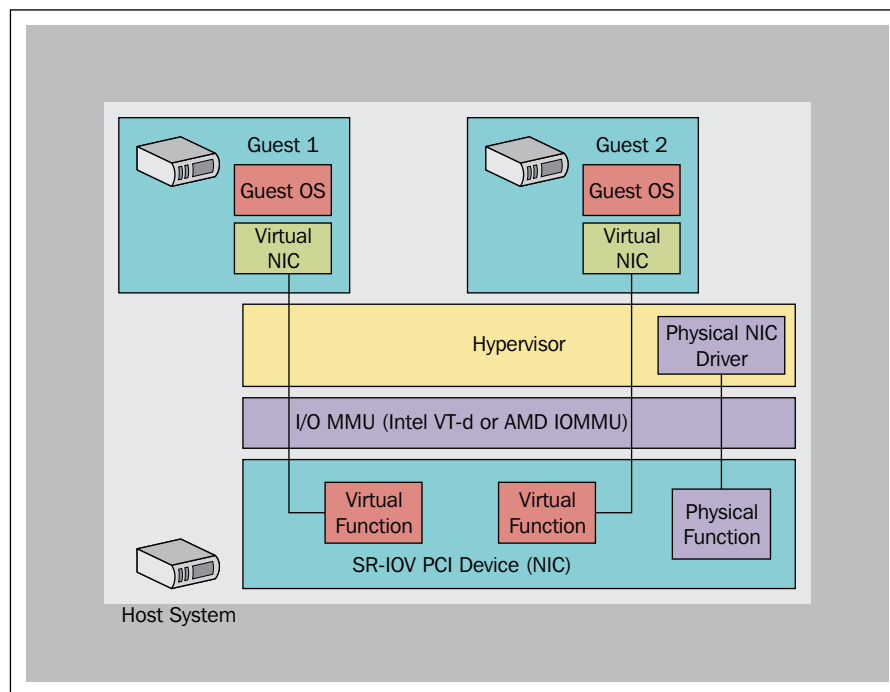 Guest 1
Guest OS
Virtual
NIC
Guest 2
Guest OS
Virtual
NIC
Hypervisor
Physical NIC
Driver
I/O MMU (Intel VT-d or AMD IOMMU)
Virtual
Function
Virtual
Function
Physical
Function
SR-IOV PCI Device (NIC)
Host System